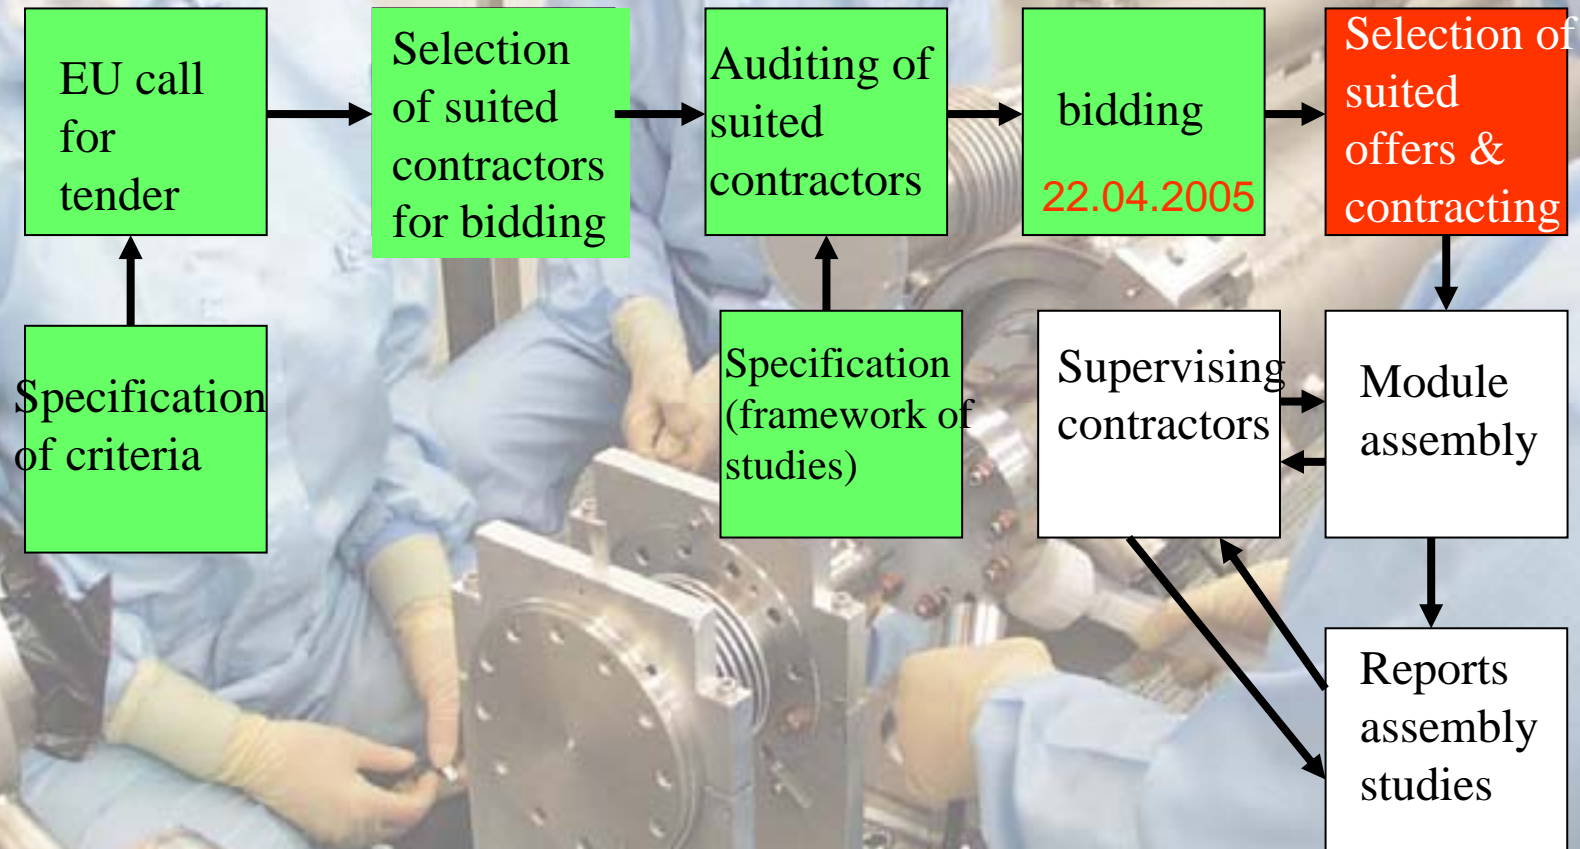 EU call
for
tender
Selection
of suited
contractors
for bidding
Auditing of
suited
contractors
bidding
22.04.2005
Selection of
suited
offers &
contracting
Specification
of criteria
Specification
(framework of
studies)
Supervising
contractors
Module
assembly
Reports
assembly
studies